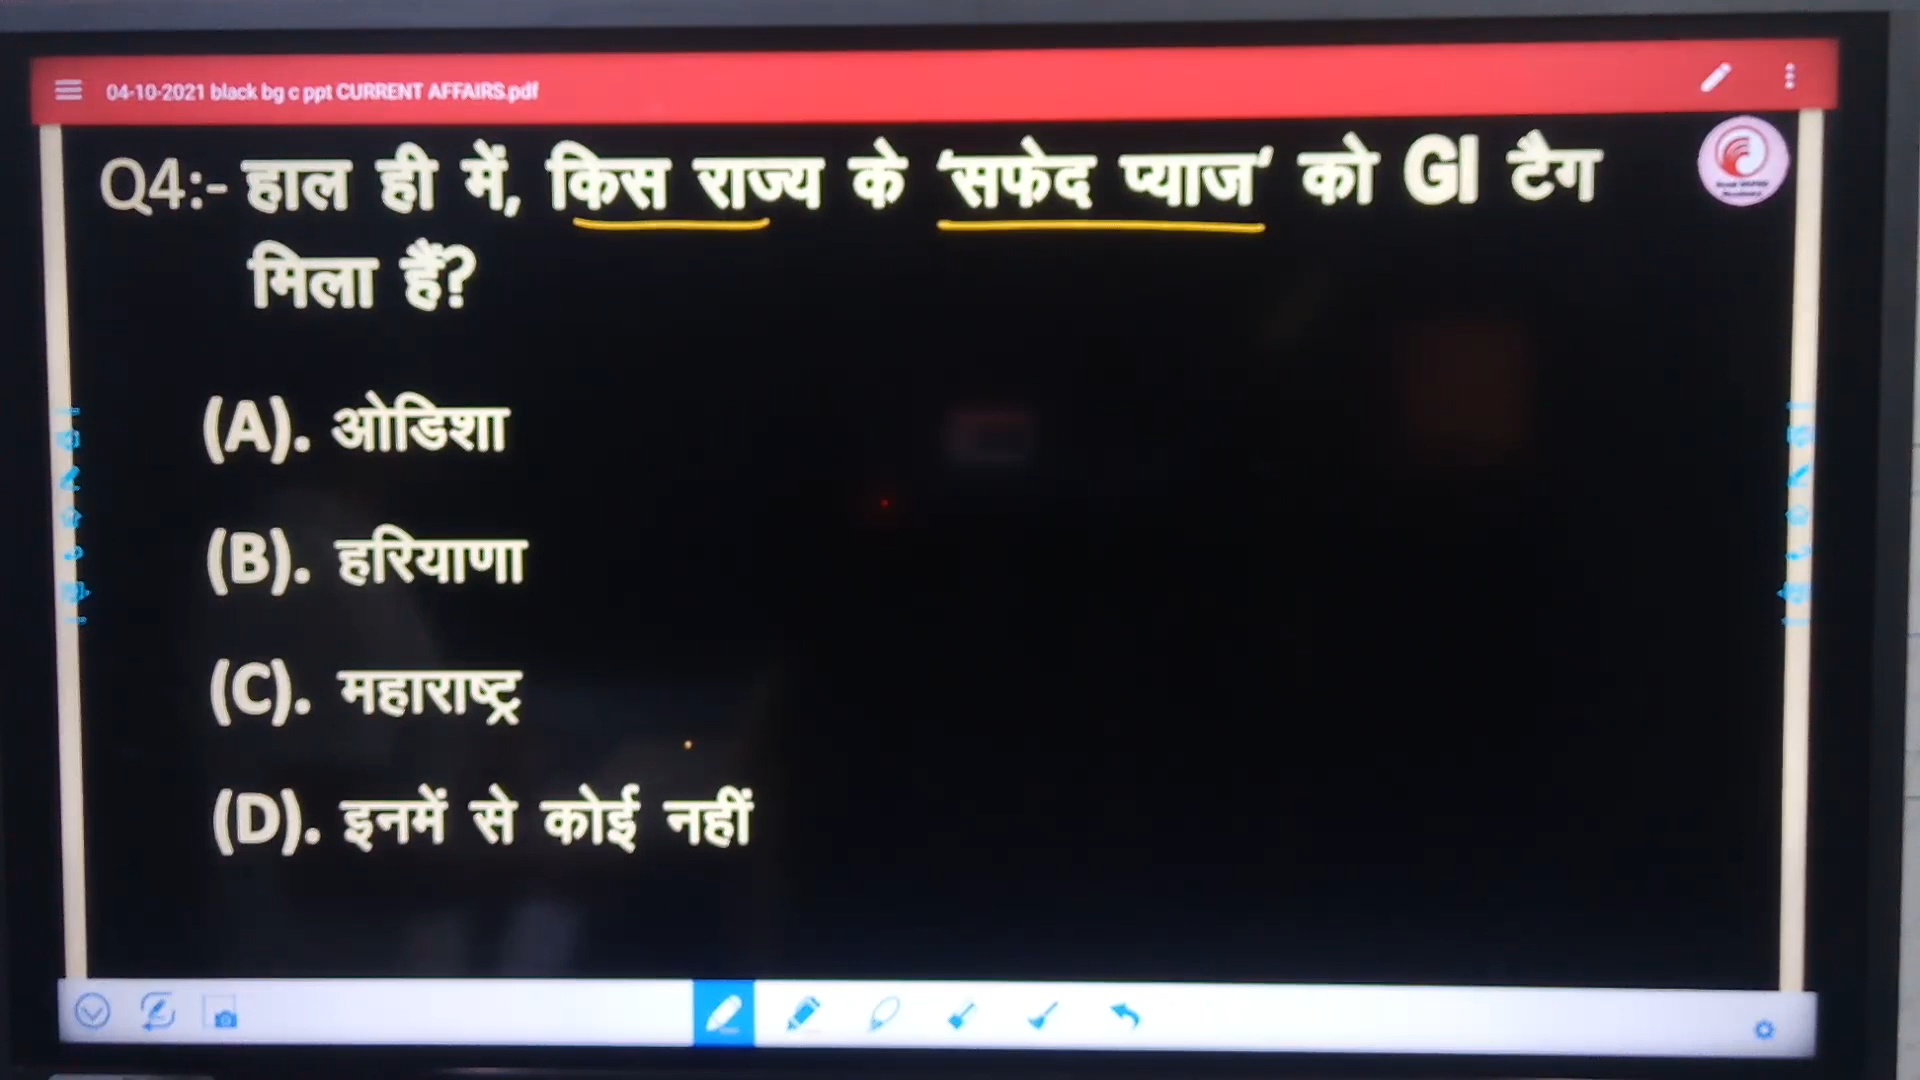 04-10-2021 black bg c ppt CURRENT AFFAIRS.pdf
Q4:- हाल ही में, किस राज्य के ‘सफेद प्याज’ को GI टैग
मिला हैं?
(A). ओडिशा
(B). हरियाणा
(C). महाराष्ट्र
(D). इनमें से कोई नहीं